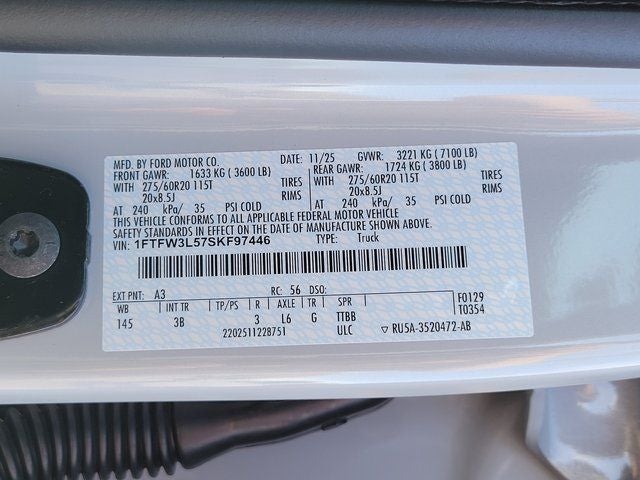 MFD. BY FORD MOTOR CO.
DATE: 11/25 GVWR: 3221 KG ( 7100 LB)
FRONT GAWR: 1633 KG ( 3600 LB)
REAR GAWR: 1724 KG ( 3800 LB)
WITH 275/60R20 115T TIRES
WITH 275/60R20 115T TIRES
20x8.5J RIMS
20x8.5J RIMS
AT 240 kPa/ 35 PSI COLD
AT 240 kPa/ 35 PSI COLD
THIS VEHICLE CONFORMS TO ALL APPLICABLE FEDERAL MOTOR VEHICLE
SAFETY STANDARDS IN EFFECT ON THE DATE OF MANUFACTURE SHOWN ABOVE.
VIN: 1FTFW3L57SKF97446 TYPE: Truck
EXT PNT: A3 RC: 56 DSO:
WB INT TR TP/PS R AXLE TR SPR F0129
145 3B 3 L6 G TTBB T0354
2202511228751 ULC ▽ RU5A-3520472-AB